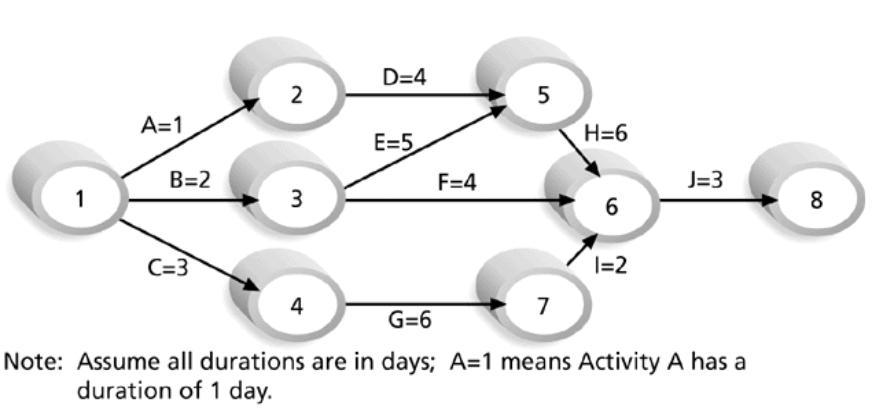 2
D=4
5
A=1
E=5
H=6
1
B=2
3
F=4
6
J=3
8
C=3
I=2
4
G=6
7
Note: Assume all durations are in days; A=1 means Activity A has a
duration of 1 day.